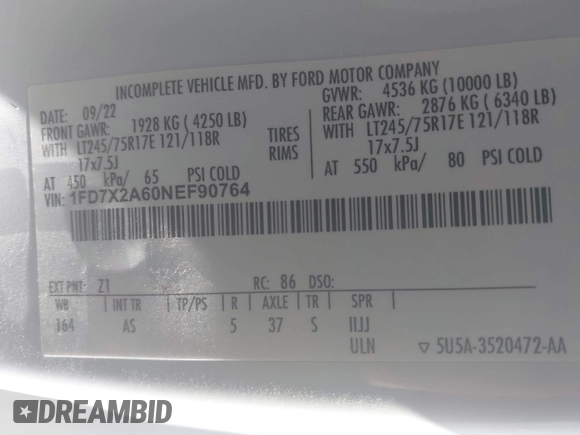 INCOMPLETE VEHICLE MFD. BY FORD MOTOR COMPANY
DATE: 09/22 GVWR: 4536 KG (10000 LB)
FRONT GAWR: 1928 KG ( 4250 LB) REAR GAWR: 2876 KG ( 6340 LB)
WITH LT245/75R17E 121/118R TIRES WITH LT245/75R17E 121/118R
17x7.5J RIMS 17x7.5J
AT 450 kPa/ 65 PSI COLD AT 550 kPa/ 80 PSI COLD
VIN: 1FD7X2A60NEF90764
EXT PNT: Z1 RC: 86 DSO:
WB INT TR TP/PS R AXLE TR SPR
164 AS 5 37 S IIJJ
ULN ▽ 5U5A-3520472-AA
DREAMBID